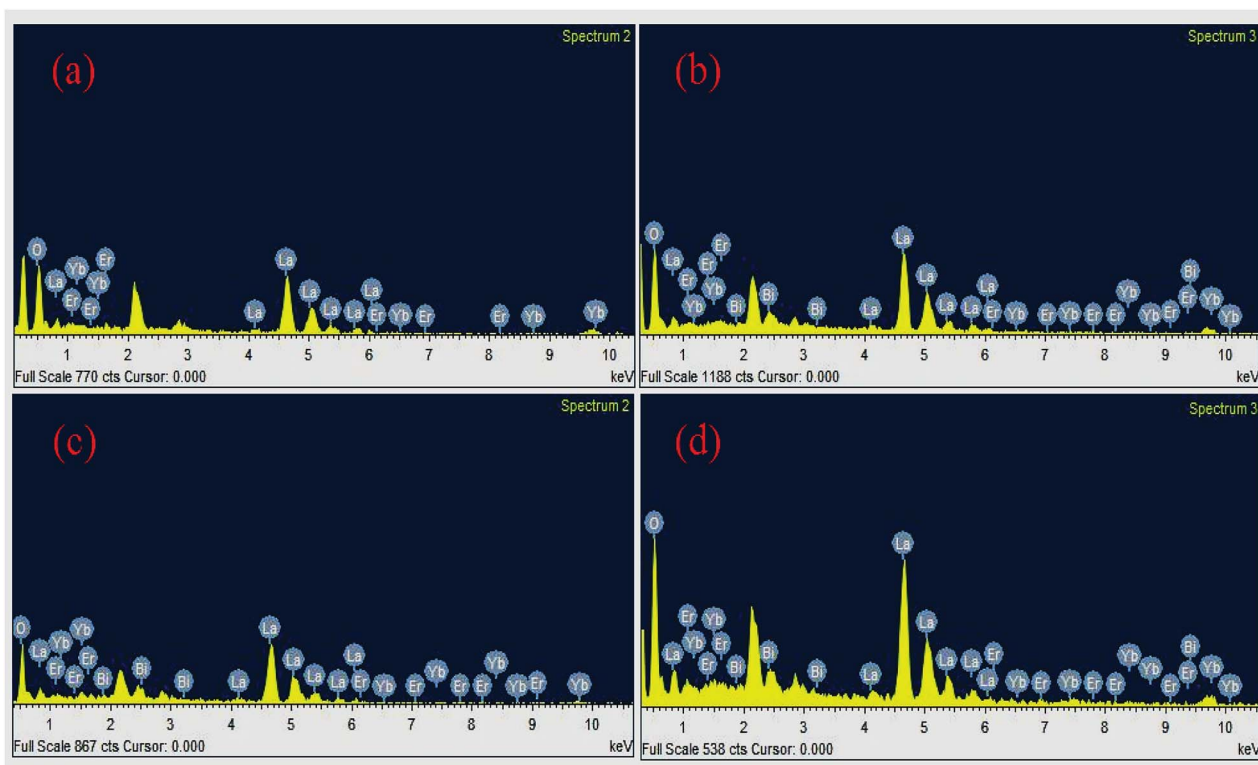 Spectrum 2
(a)
O La Er Yb Er Yb Er La La La La La Er Yb Er Er Yb Yb
1 2 3 4 5 6 7 8 9 10
Full Scale 770 cts Cursor: 0.000 keV
Spectrum 3
(b)
O La Er Yb Er Yb Er Bi Bi Bi La La La La La La Er Yb Er Yb Er Er Yb Yb Er Bi Er Yb Yb
1 2 3 4 5 6 7 8 9 10
Full Scale 1188 cts Cursor: 0.000 keV
Spectrum 2
(c)
O La Yb Er Er Yb Er Bi Bi Bi La La La La La La Er Yb Er Yb Er Er Yb Yb Er Yb
1 2 3 4 5 6 7 8 9 10
Full Scale 867 cts Cursor: 0.000 keV
Spectrum 3
(d)
O La Er Yb Er Yb Er Bi Bi Bi La La La La La Er La Yb Er Yb Er Er Yb Yb Er Bi Er Yb Yb
1 2 3 4 5 6 7 8 9 10
Full Scale 538 cts Cursor: 0.000 keV